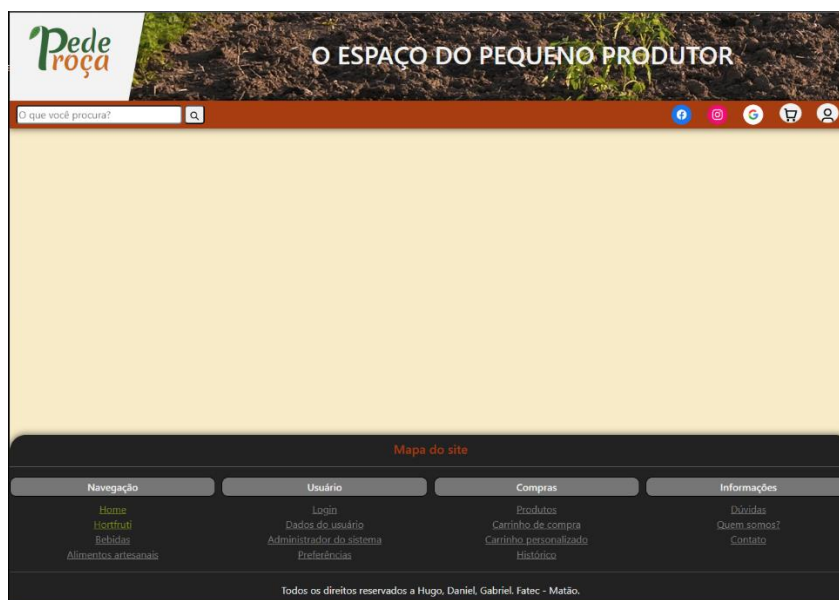 Pede
roça
O ESPAÇO DO PEQUENO PRODUTOR
O que você procura?
Mapa do site
Navegação
Home
Hortfruti
Bebidas
Alimentos artesanais
Usuário
Login
Dados do usuário
Administrador do sistema
Preferências
Compras
Produtos
Carrinho de compra
Carrinho personalizado
Histórico
Informações
Dúvidas
Quem somos?
Contato
Todos os direitos reservados a Hugo, Daniel, Gabriel. Fatec - Matão.